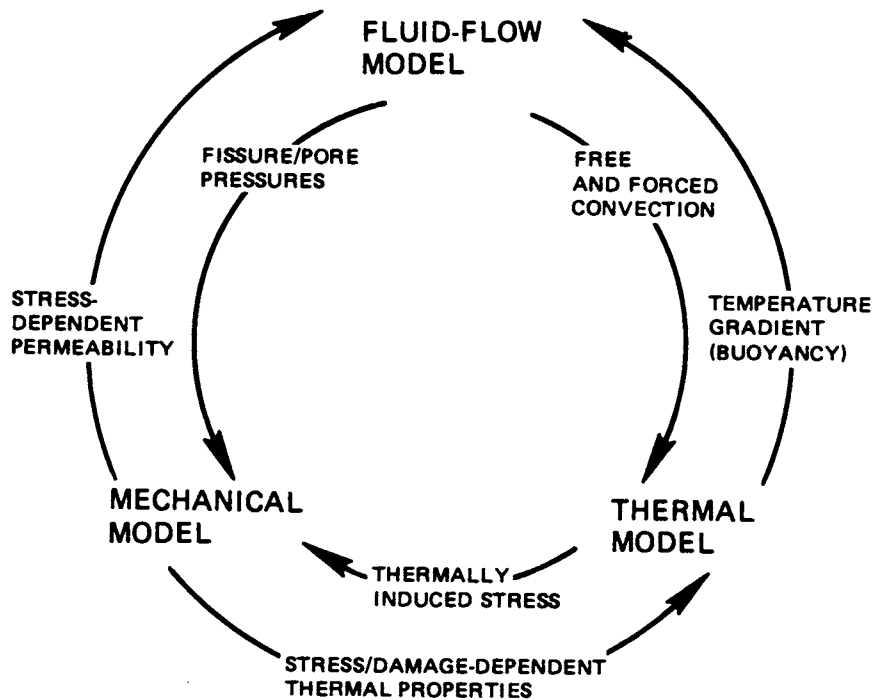 FLUID-FLOW
MODEL
FISSURE/PORE
PRESSURES
FREE
AND FORCED
CONVECTION
STRESS-
DEPENDENT
PERMEABILITY
TEMPERATURE
GRADIENT
(BUOYANCY)
MECHANICAL
MODEL
THERMAL
MODEL
THERMALLY
INDUCED STRESS
STRESS/DAMAGE-DEPENDENT
THERMAL PROPERTIES